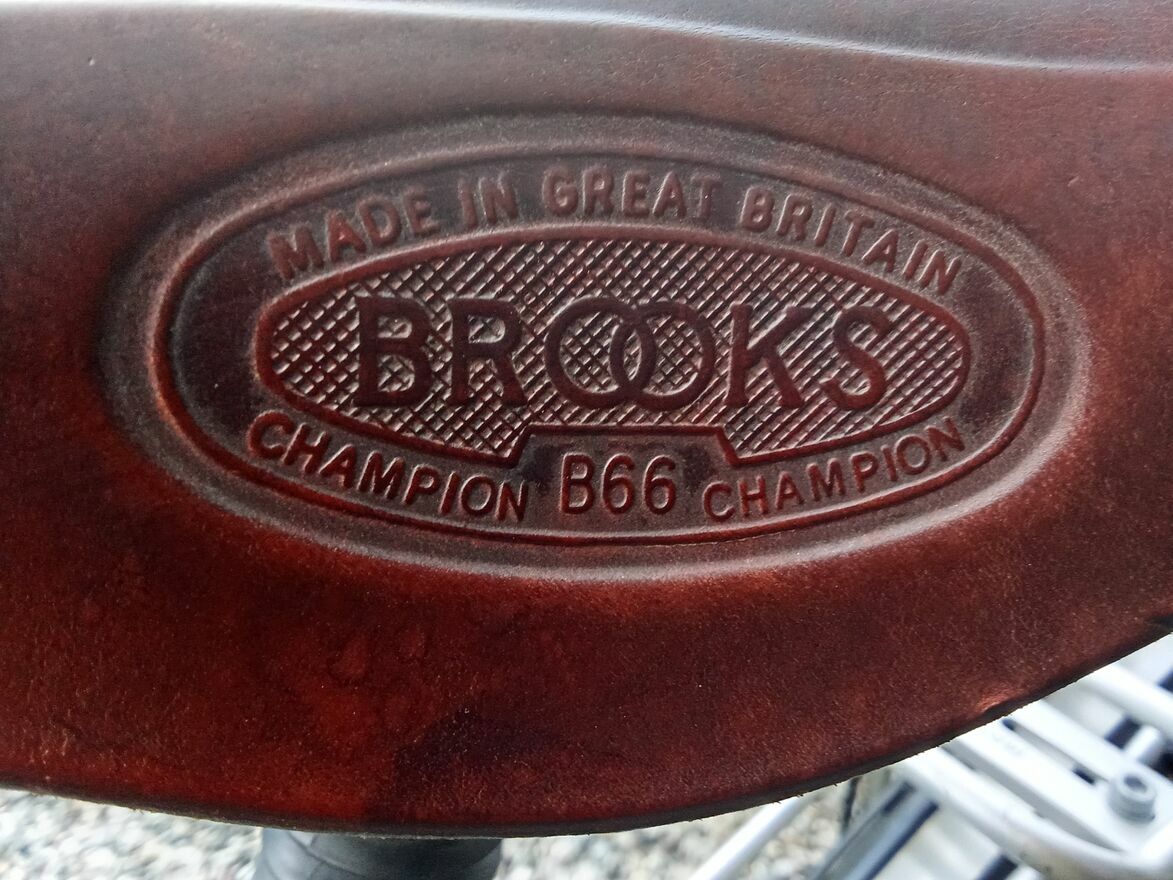 MADE IN GREAT BRITAIN
BROOKS
CHAMPION B66 CHAMPION